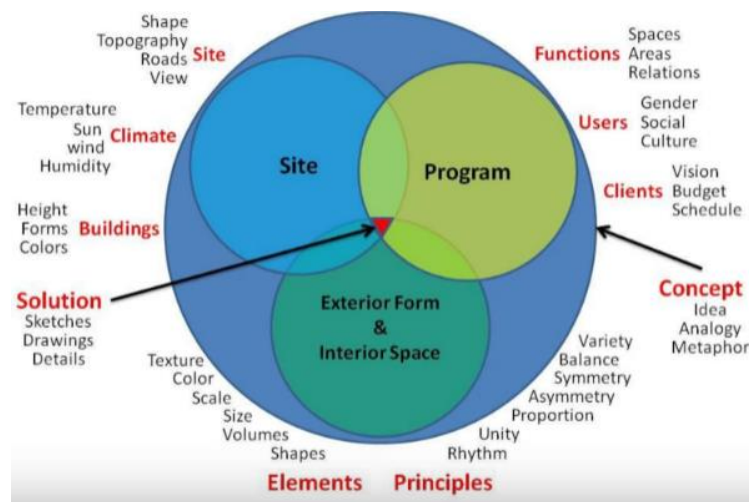 Shape
Topography
Roads
View
Site
Temperature
Sun
wind
Humidity
Climate
Height
Forms
Colors
Buildings
Solution
Sketches
Drawings
Details
Site
Program
Exterior Form
&
Interior Space
Functions
Spaces
Areas
Relations
Users
Gender
Social
Culture
Clients
Vision
Budget
Schedule
Concept
Idea
Analogy
Metaphor
Texture
Color
Scale
Size
Volumes
Shapes
Elements
Variety
Balance
Symmetry
Asymmetry
Proportion
Unity
Rhythm
Principles